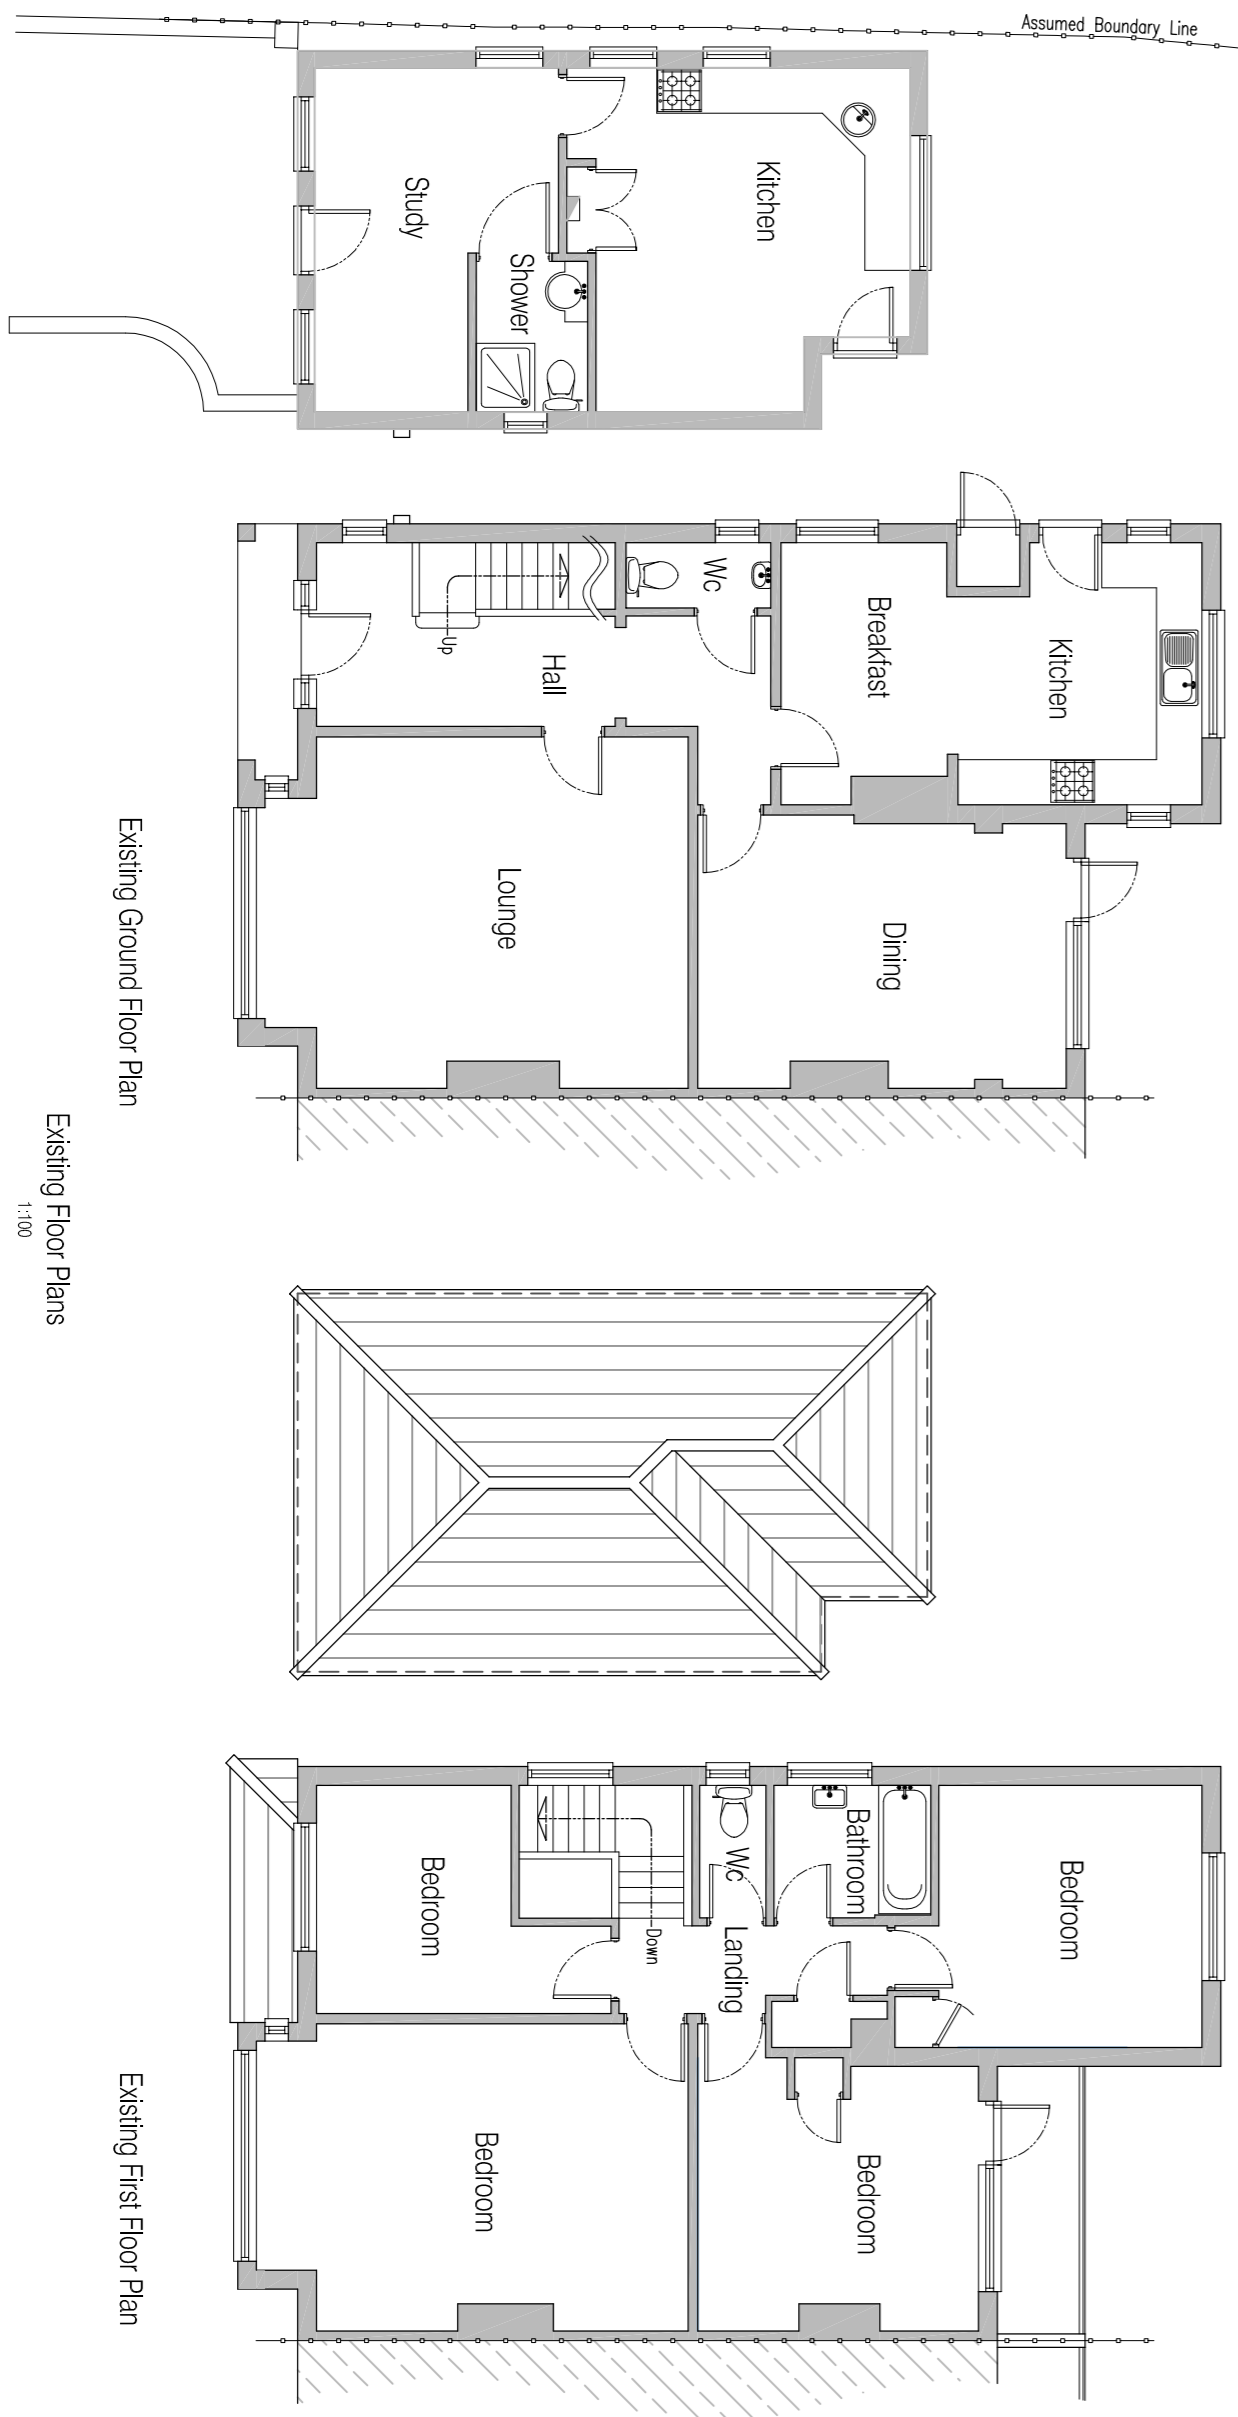 Assumed Boundary Line
Study
Shower
Kitchen
Wc
Up
Hall
Breakfast
Kitchen
Lounge
Dining
Existing Ground Floor Plan
Existing Floor Plans
1:100
Bedroom
Down
Wc
Landing
Bathroom
Bedroom
Bedroom
Bedroom
Existing First Floor Plan